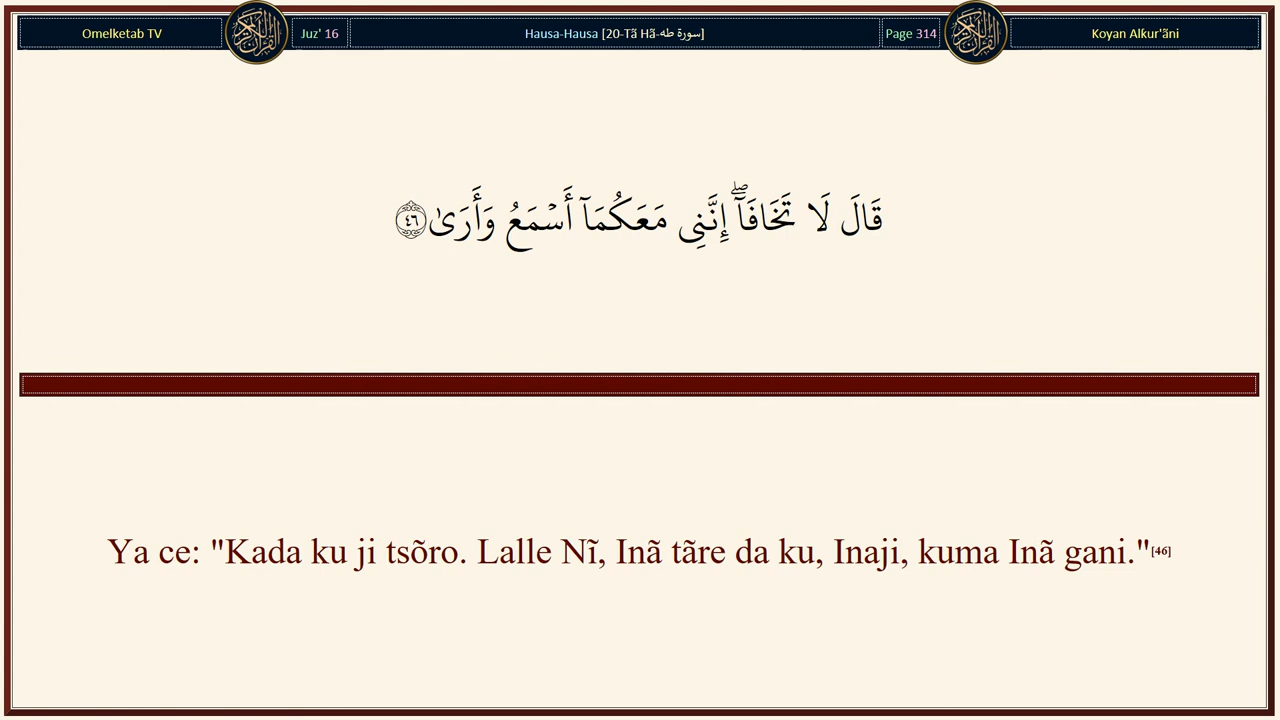 Omelketab TV
Juz' 16
Hausa-Hausa [20-Tã Hã-سورة طه]
Page 314
Koyan Alƙur'ãni
قَالَ لَا تَخَافَآۖ إِنَّنِى مَعَكُمَآ أَسْمَعُ وَأَرَىٰ ٤٦
Ya ce: "Kada ku ji tsõro. Lalle Nĩ, Inã tãre da ku, Inaji, kuma Inã gani."[46]